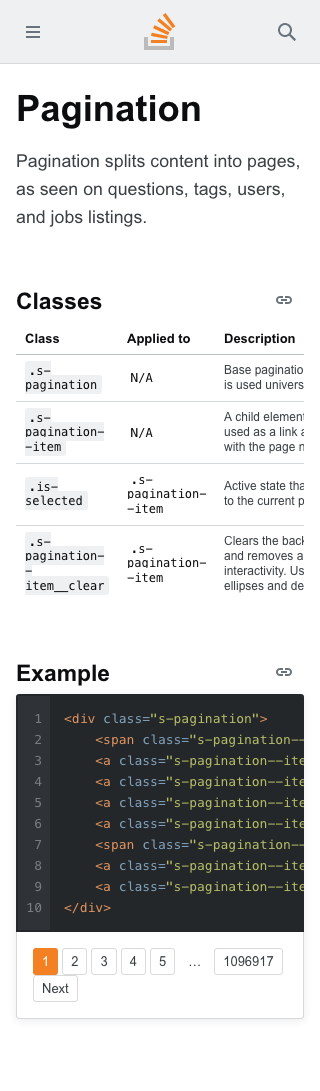 Pagination
Pagination splits content into pages,
as seen on questions, tags, users,
and jobs listings.
Classes
Class Applied to Description
.s-pagination N/A Base paginatio
is used univers
.s-pagination--item N/A A child element
used as a link a
with the page n
.is-selected .s-pagination--item Active state tha
to the current p
.s-pagination--item__clear .s-pagination--item Clears the back
and removes a
interactivity. Us
ellipses and de
Example
1 <div class="s-pagination">
2 <span class="s-pagination--
3 <a class="s-pagination--ite
4 <a class="s-pagination--ite
5 <a class="s-pagination--ite
6 <a class="s-pagination--ite
7 <span class="s-pagination--
8 <a class="s-pagination--ite
9 <a class="s-pagination--ite
10 </div>
1 2 3 4 5 … 1096917
Next